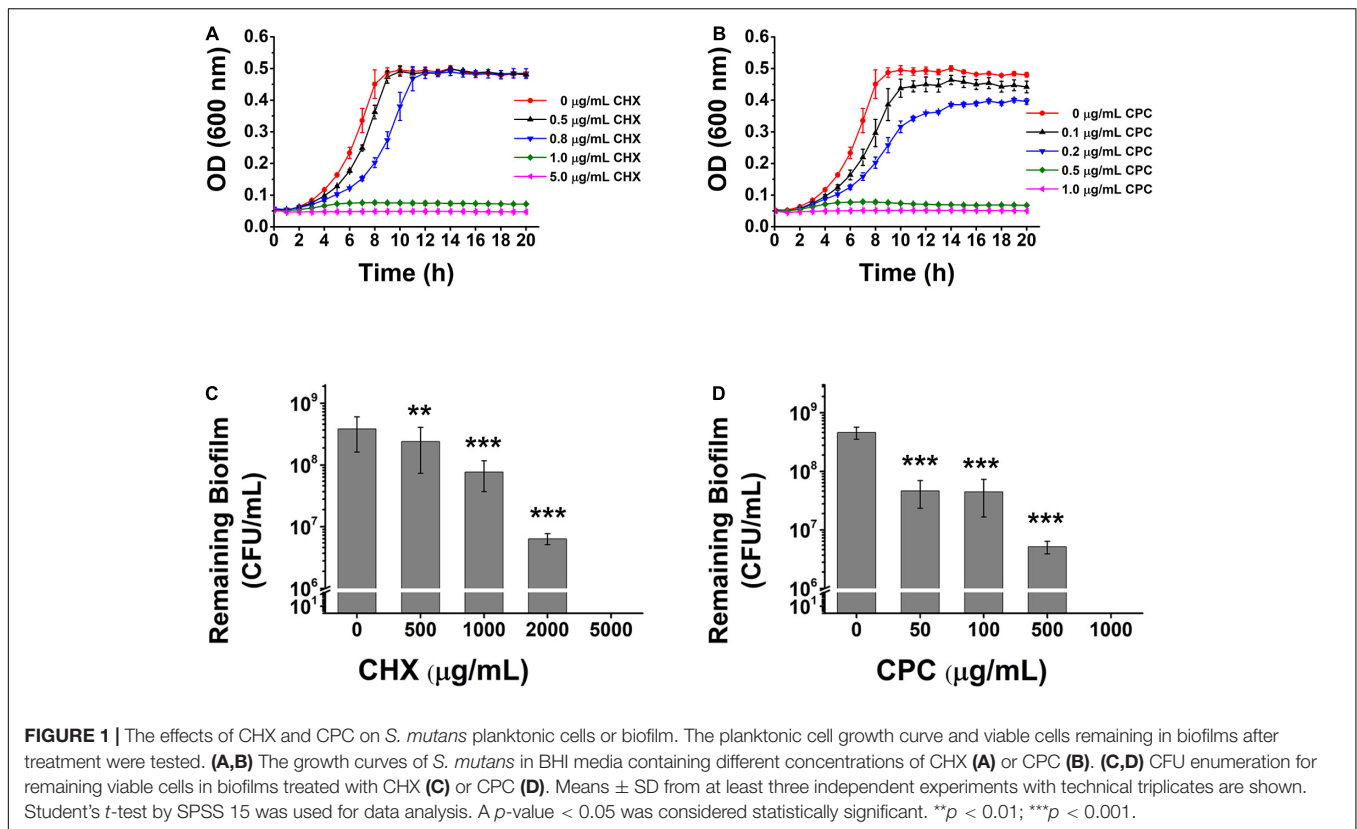 A
0.6
0.5
0.4
0.3
0.2
0.1
0.0
OD (600 nm)
0 2 4 6 8 10 12 14 16 18 20
Time (h)
0 μg/mL CHX
0.5 μg/mL CHX
0.8 μg/mL CHX
1.0 μg/mL CHX
5.0 μg/mL CHX
B
0.6
0.5
0.4
0.3
0.2
0.1
0.0
OD (600 nm)
0 2 4 6 8 10 12 14 16 18 20
Time (h)
0 μg/mL CPC
0.1 μg/mL CPC
0.2 μg/mL CPC
0.5 μg/mL CPC
1.0 μg/mL CPC
C
Remaining Biofilm
(CFU/mL)
10⁹
10⁸
10⁷
10⁶
10¹
**
***
***
0 500 1000 2000 5000
CHX (μg/mL)
D
Remaining Biofilm
(CFU/mL)
10⁹
10⁸
10⁷
10⁶
10¹
***
***
***
0 50 100 500 1000
CPC (μg/mL)
FIGURE 1 | The effects of CHX and CPC on S. mutans planktonic cells or biofilm. The planktonic cell growth curve and viable cells remaining in biofilms after
treatment were tested. (A,B) The growth curves of S. mutans in BHI media containing different concentrations of CHX (A) or CPC (B). (C,D) CFU enumeration for
remaining viable cells in biofilms treated with CHX (C) or CPC (D). Means ± SD from at least three independent experiments with technical triplicates are shown.
Student's t-test by SPSS 15 was used for data analysis. A p-value < 0.05 was considered statistically significant. **p < 0.01; ***p < 0.001.